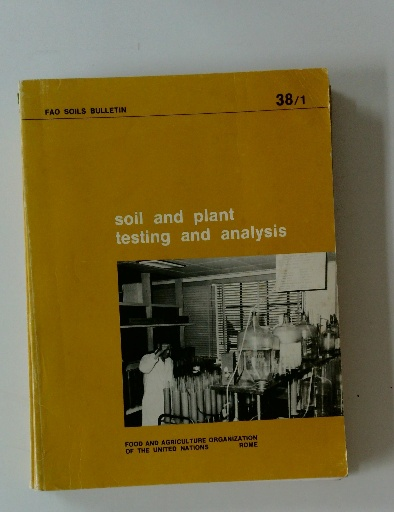 FAO SOILS BULLETIN 38/1
soil and plant
testing and analysis
FOOD AND AGRICULTURE ORGANIZATION
OF THE UNITED NATIONS ROME